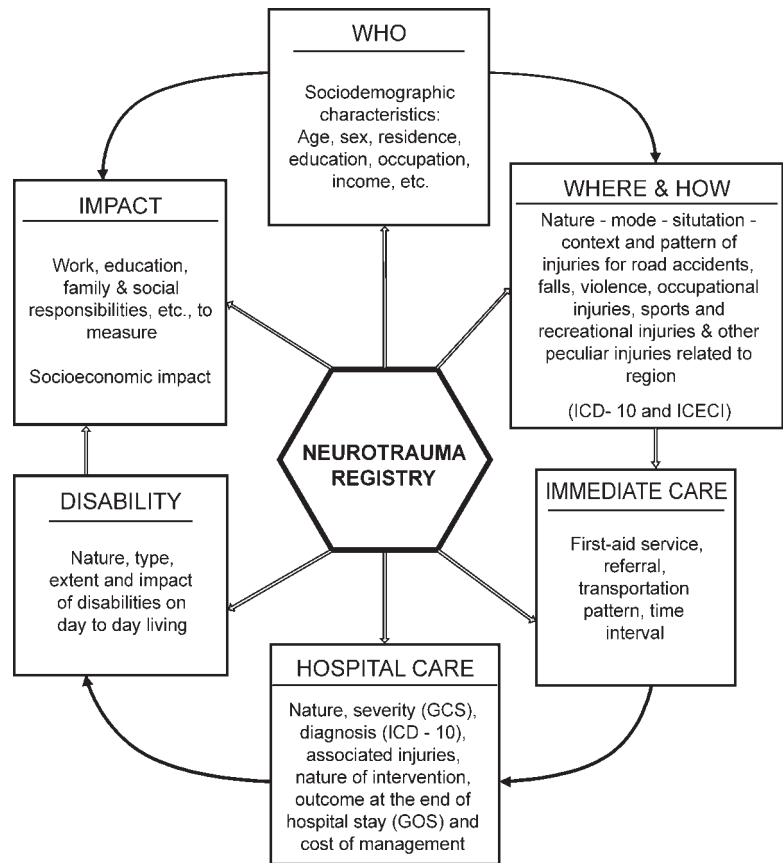 WHO
Sociodemographic
characteristics:
Age, sex, residence,
education, occupation,
income, etc.
WHERE & HOW
Nature - mode - situtation -
context and pattern of
injuries for road accidents,
falls, violence, occupational
injuries, sports and
recreational injuries & other
peculiar injuries related to
region
(ICD- 10 and ICECI)
IMMEDIATE CARE
First-aid service,
referral,
transportation
pattern, time
interval
HOSPITAL CARE
Nature, severity (GCS),
diagnosis (ICD - 10),
associated injuries,
nature of intervention,
outcome at the end of
hospital stay (GOS) and
cost of management
DISABILITY
Nature, type,
extent and impact
of disabilities on
day to day living
IMPACT
Work, education,
family & social
responsibilities, etc., to
measure
Socioeconomic impact
NEUROTRAUMA
REGISTRY